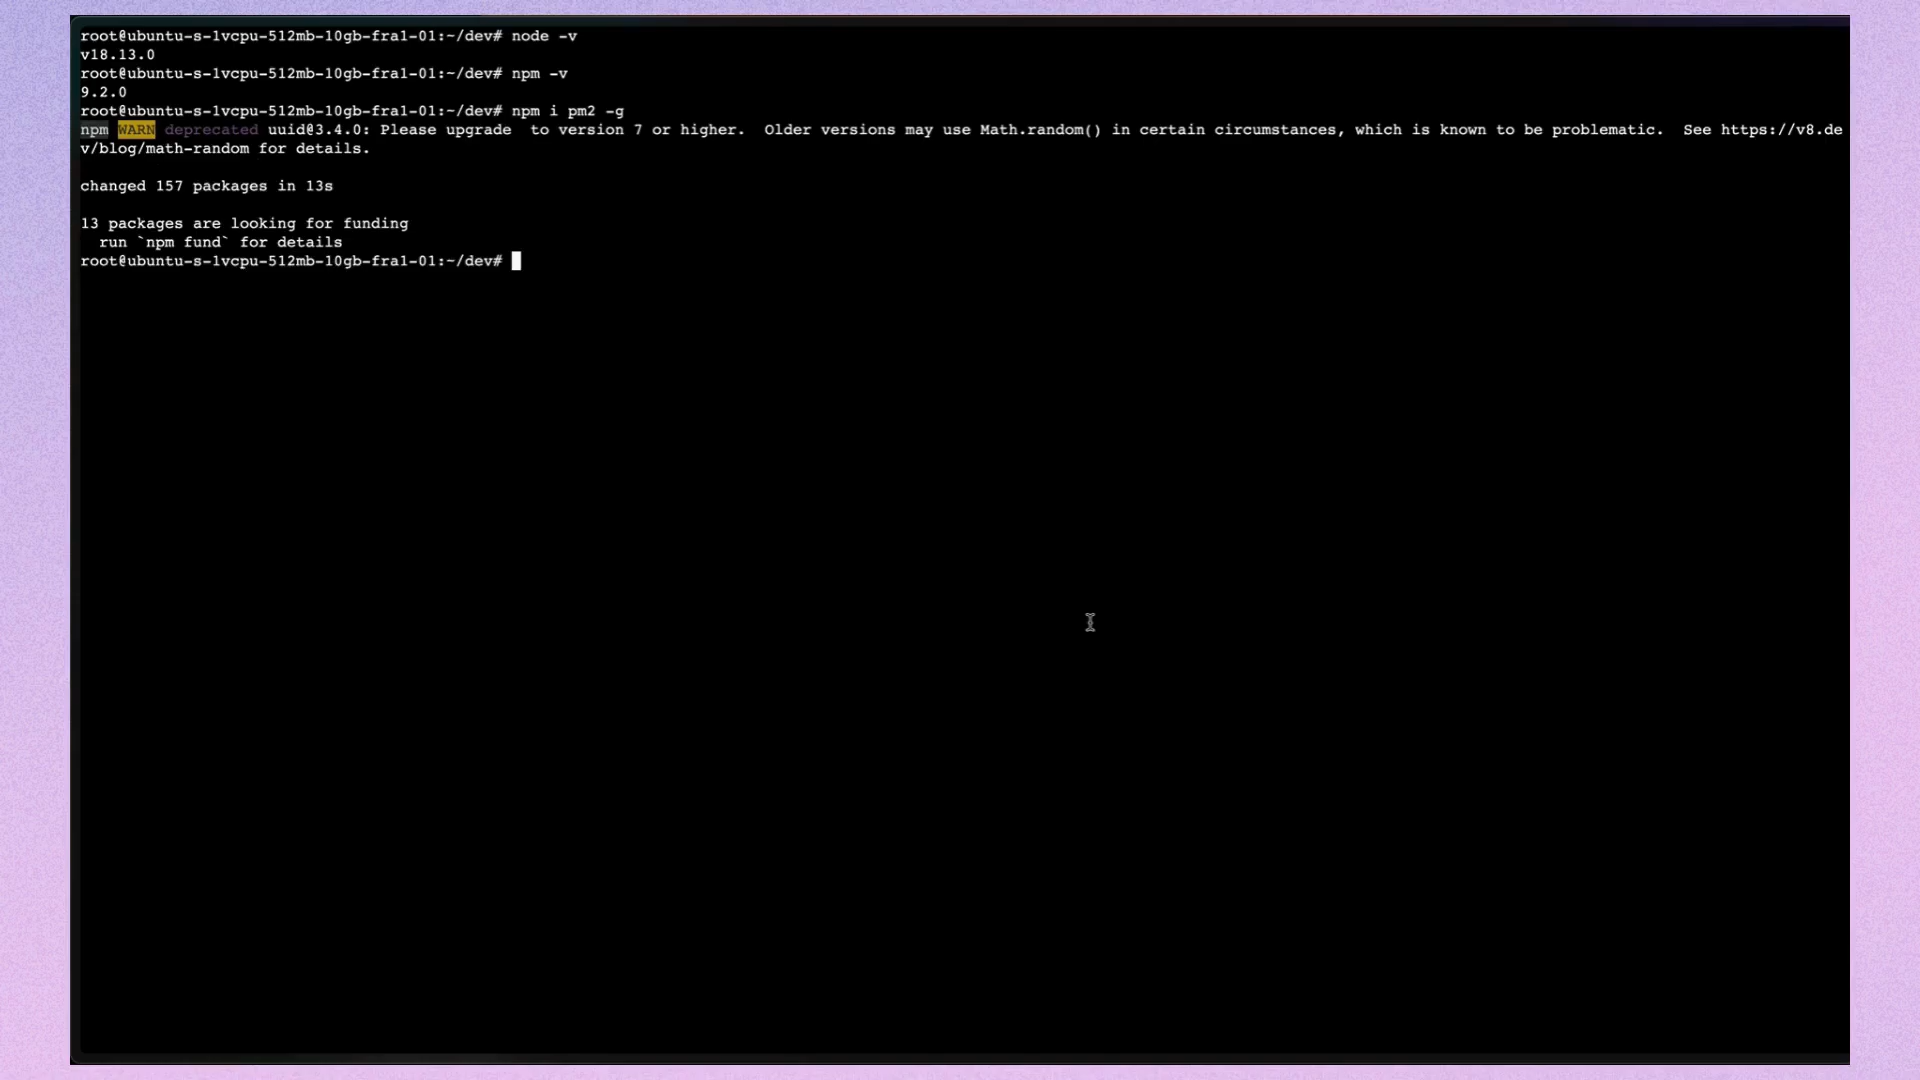 root@ubuntu-s-1vcpu-512mb-10gb-fra1-01:~/dev# node -v
v18.13.0
root@ubuntu-s-1vcpu-512mb-10gb-fra1-01:~/dev# npm -v
9.2.0
root@ubuntu-s-1vcpu-512mb-10gb-fra1-01:~/dev# npm i pm2 -g
npm WARN deprecated uuid@3.4.0: Please upgrade  to version 7 or higher.  Older versions may use Math.random() in certain circumstances, which is known to be problematic.  See https://v8.de
v/blog/math-random for details.
changed 157 packages in 13s
13 packages are looking for funding
  run `npm fund` for details
root@ubuntu-s-1vcpu-512mb-10gb-fra1-01:~/dev#